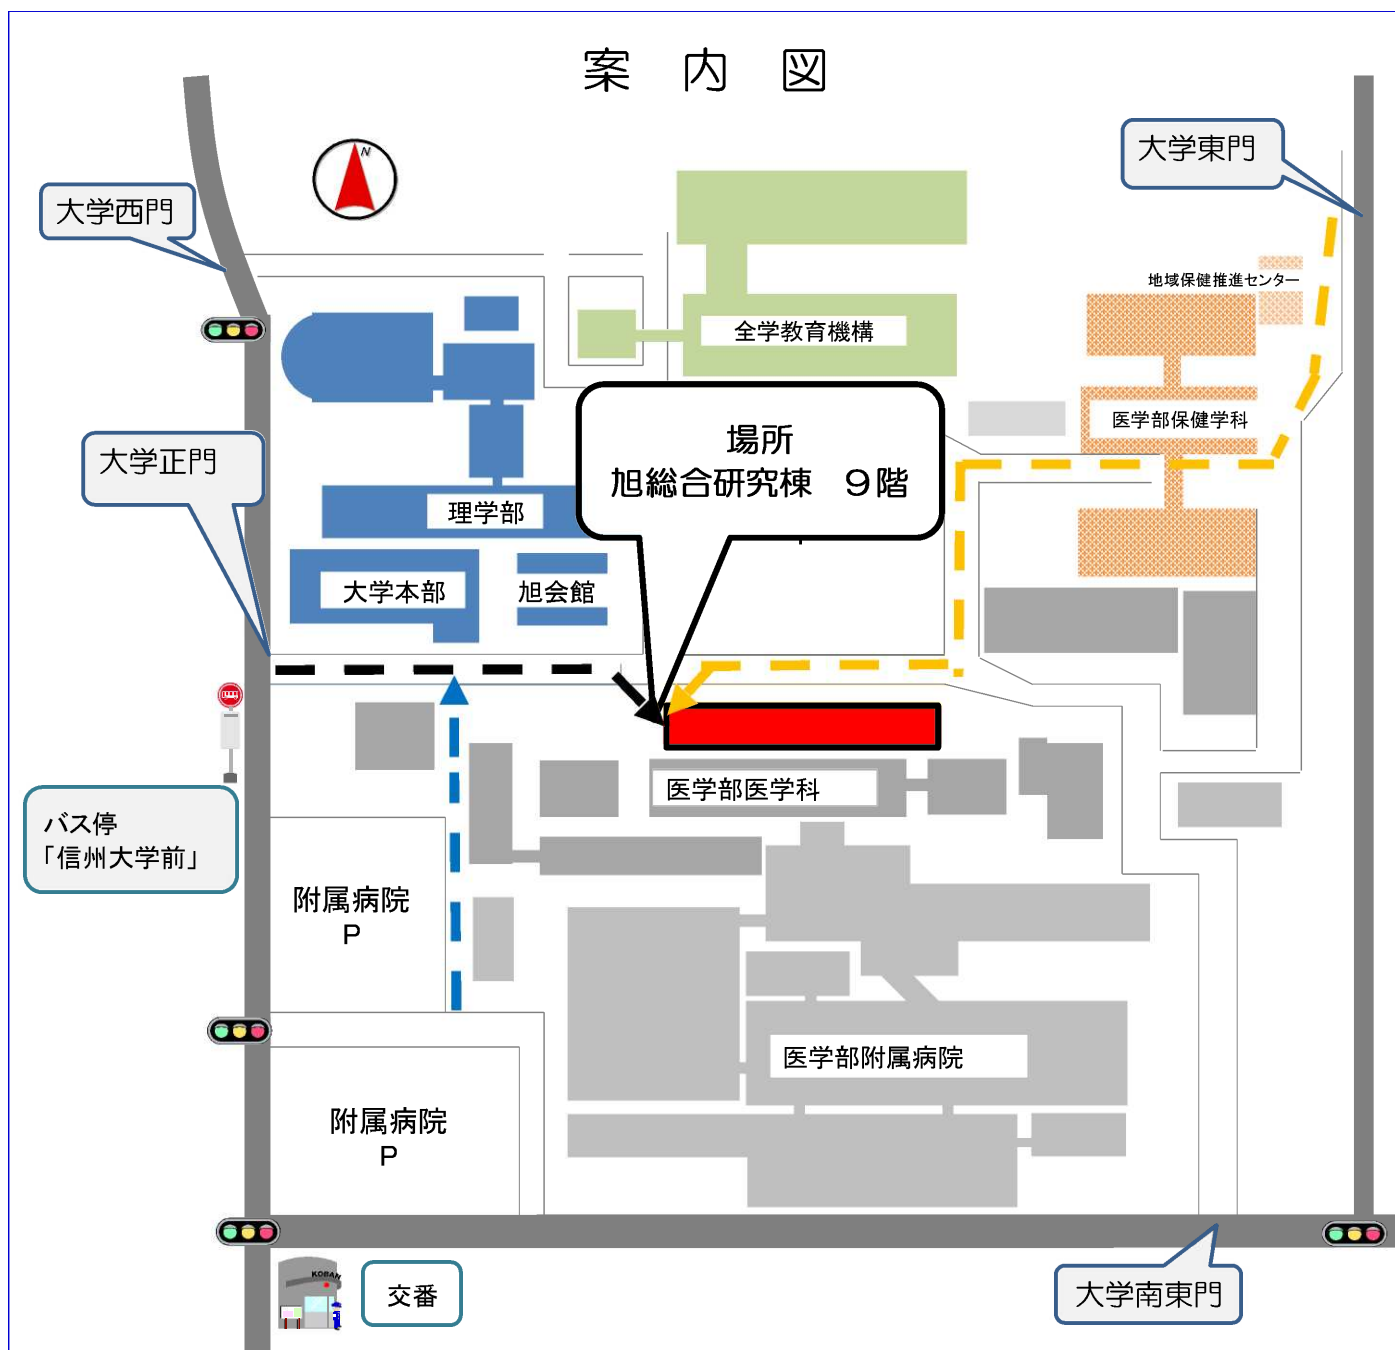 案 内 図
大学東門
N
大学西門
地域保健推進センター
全学教育機構
医学部保健学科
場所
旭総合研究棟 9階
大学正門
理学部
大学本部
旭会館
医学部医学科
バス停
「信州大学前」
附属病院
P
医学部附属病院
附属病院
P
KOBAN
交番
大学南東門